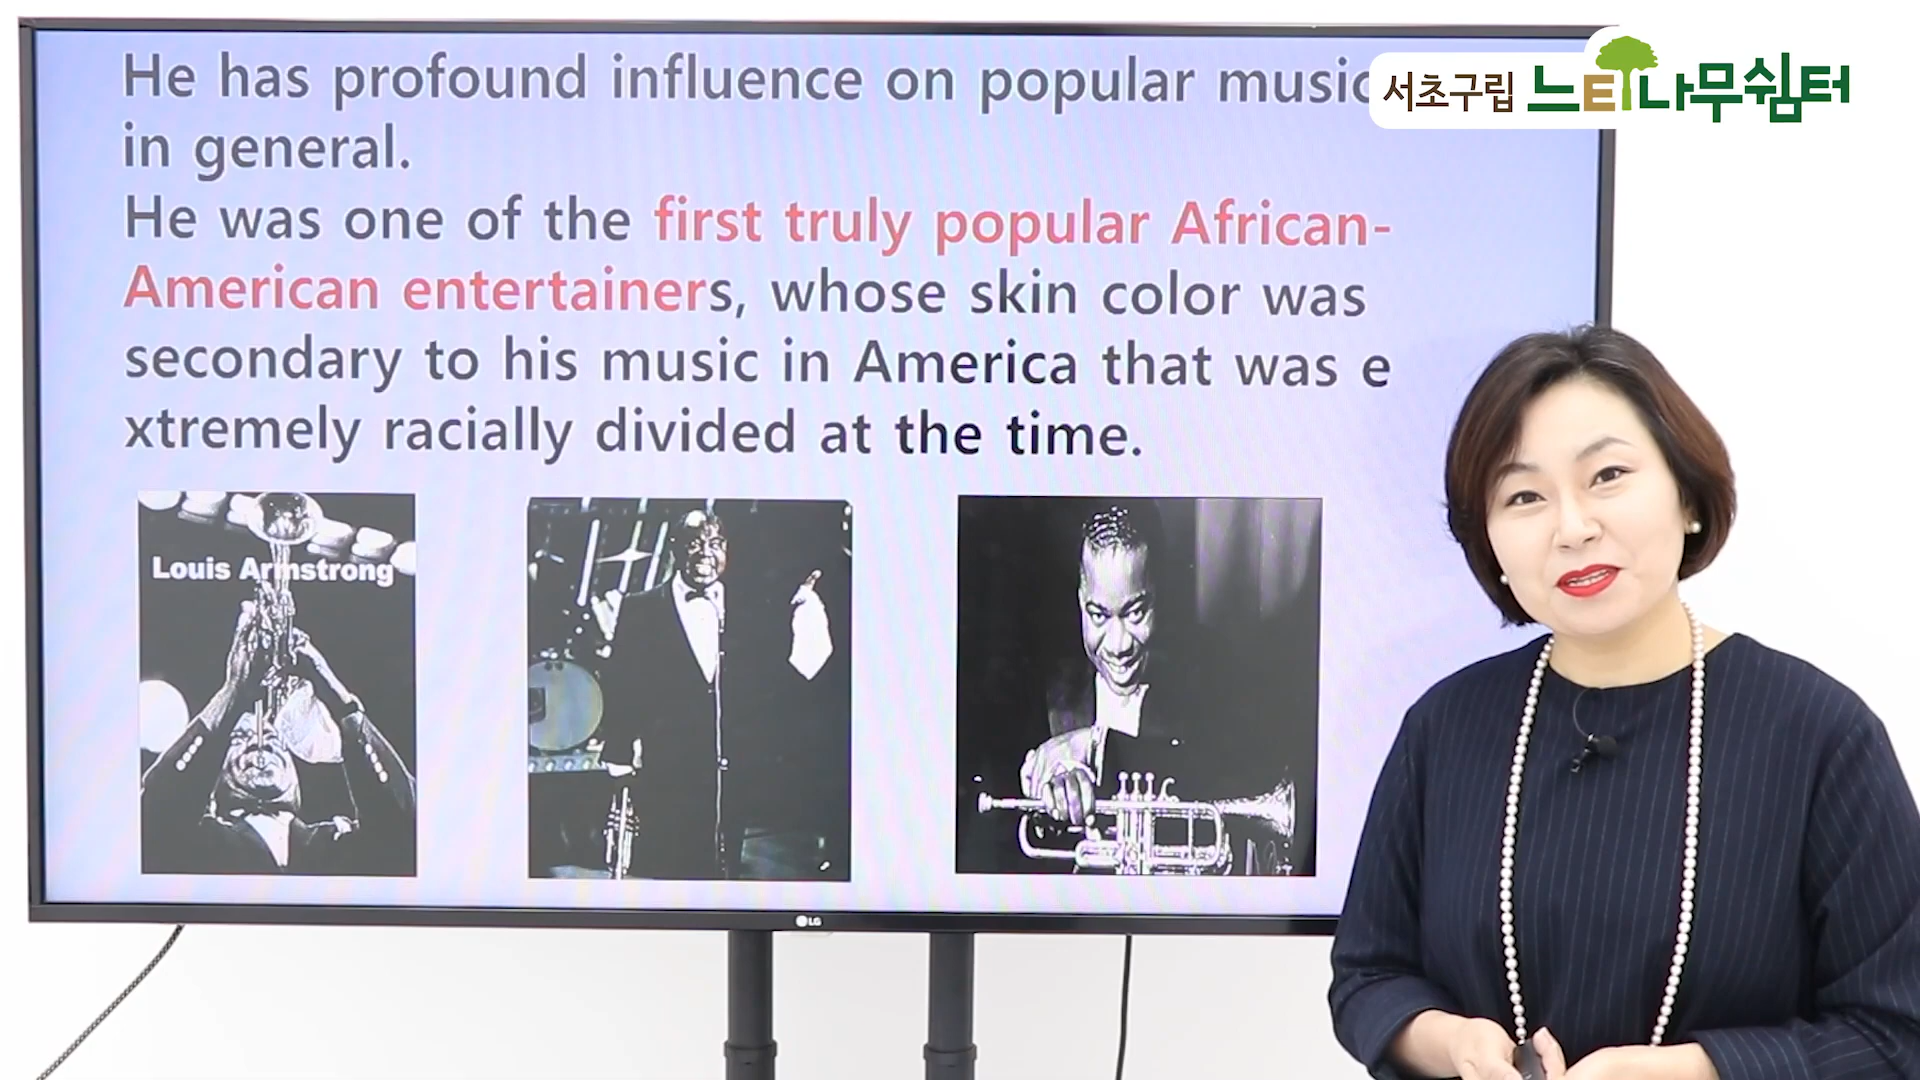 He has profound influence on popular music
in general.
He was one of the first truly popular African-
American entertainers, whose skin color was
secondary to his music in America that was e
xtremely racially divided at the time.
서초구립 느티나무쉼터
Louis Armstrong
LG